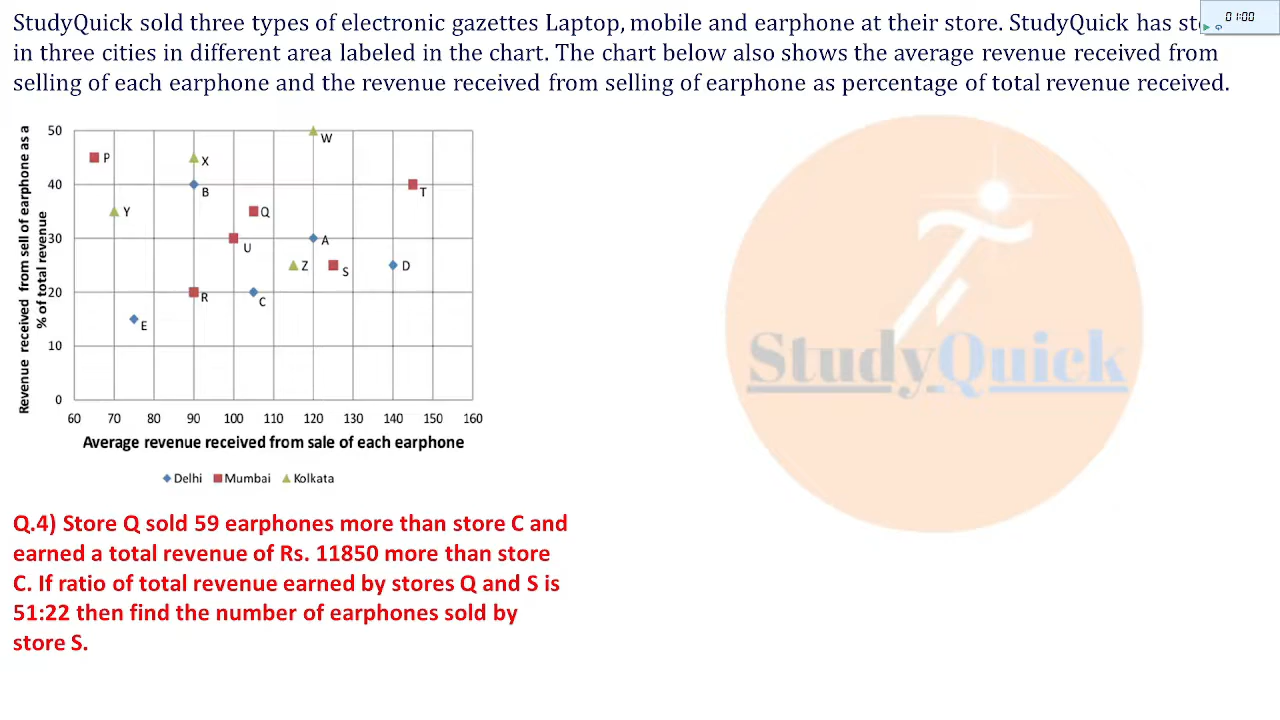 StudyQuick sold three types of electronic gazettes Laptop, mobile and earphone at their store. StudyQuick has
in three cities in different area labeled in the chart. The chart below also shows the average revenue received from
selling of each earphone and the revenue received from selling of earphone as percentage of total revenue received.
01:00
Revenue received from sell of earphone as a
% of total revenue
50
40
30
20
10
0
P
X
W
B
T
Y
Q
U
A
Z
S
D
R
C
E
60 70 80 90 100 110 120 130 140 150 160
Average revenue received from sale of each earphone
Delhi Mumbai Kolkata
StudyQuick
Q.4) Store Q sold 59 earphones more than store C and
earned a total revenue of Rs. 11850 more than store
C. If ratio of total revenue earned by stores Q and S is
51:22 then find the number of earphones sold by
store S.